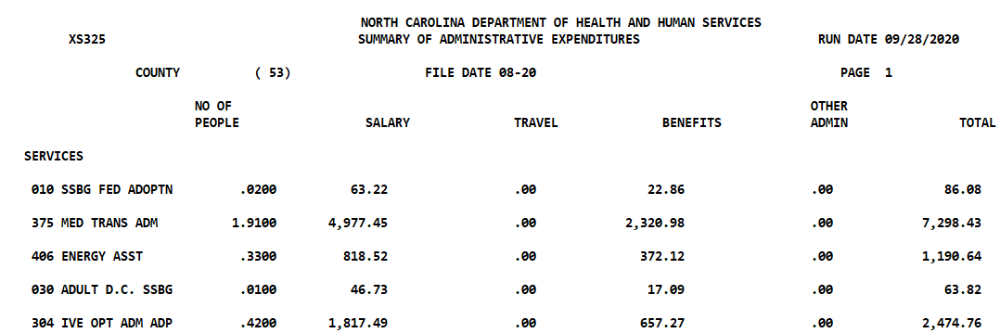 NORTH CAROLINA DEPARTMENT OF HEALTH AND HUMAN SERVICES
XS325 SUMMARY OF ADMINISTRATIVE EXPENDITURES RUN DATE 09/28/2020
COUNTY ( 53) FILE DATE 08-20 PAGE 1
NO OF OTHER
PEOPLE SALARY TRAVEL BENEFITS ADMIN TOTAL
SERVICES
010 SSBG FED ADOPTN .0200 63.22 .00 22.86 .00 86.08
375 MED TRANS ADM 1.9100 4,977.45 .00 2,320.98 .00 7,298.43
406 ENERGY ASST .3300 818.52 .00 372.12 .00 1,190.64
030 ADULT D.C. SSBG .0100 46.73 .00 17.09 .00 63.82
304 IVE OPT ADM ADP .4200 1,817.49 .00 657.27 .00 2,474.76